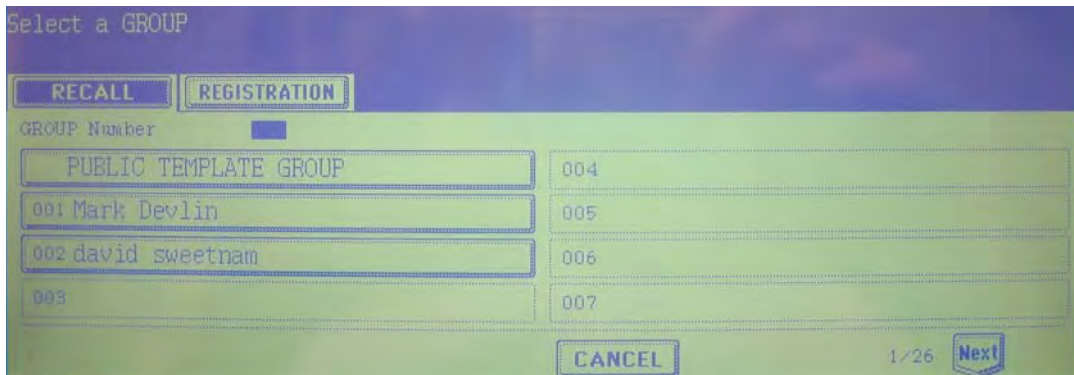 Select a GROUP
RECALL REGISTRATION
GROUP Number
PUBLIC TEMPLATE GROUP 004
001 Mark Devlin 005
002 david sweetnam 006
003 007
CANCEL 1/26 Next